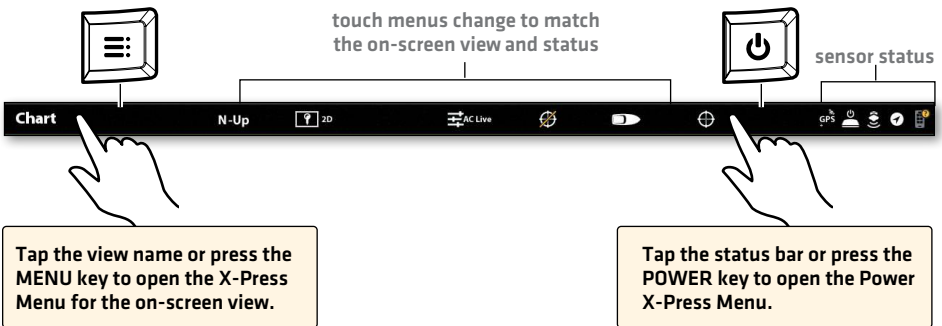 touch menus change to match
the on-screen view and status
sensor status
Chart
N-Up
2D
AC Live
GPS
Tap the view name or press the
MENU key to open the X-Press
Menu for the on-screen view.
Tap the status bar or press the
POWER key to open the Power
X-Press Menu.